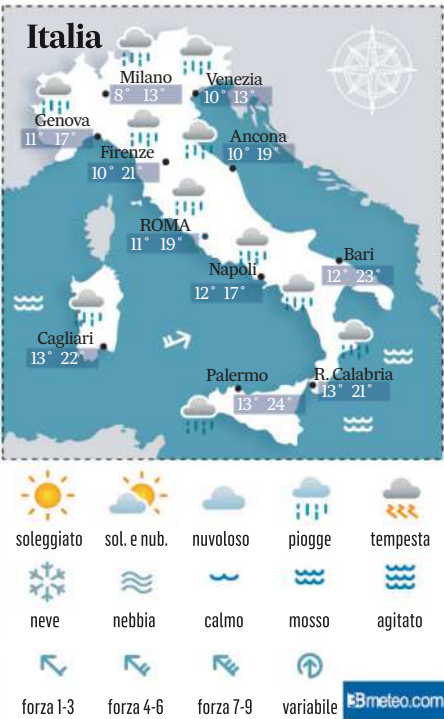 Italia
Milano
8° 13°
Venezia
10° 13°
Genova
11° 17°
Firenze
10° 21°
Ancona
10° 19°
ROMA
11° 19°
Napoli
12° 17°
Bari
12° 23°
Cagliari
13° 22°
Palermo
13° 24°
R. Calabria
13° 21°
soleggiato sol. e nub. nuvoloso piogge tempesta
neve nebbia calmo mosso agitato
forza 1-3 forza 4-6 forza 7-9 variabile
3Bmeteo.com